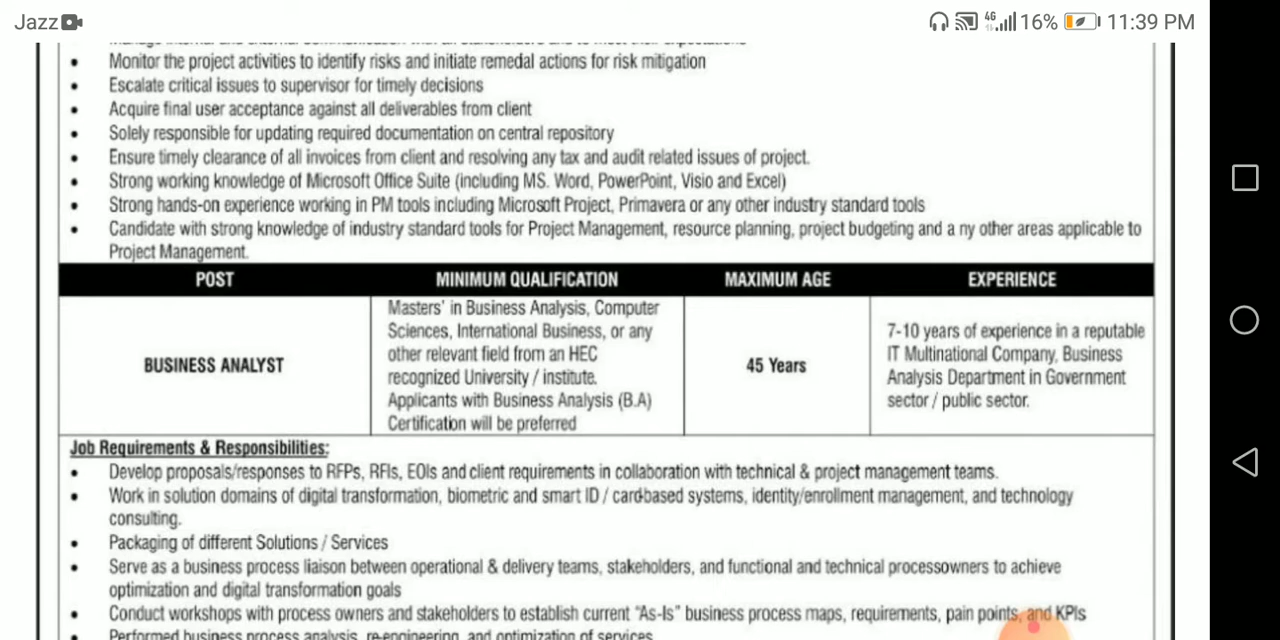 Jazz 4G 16% 11:39 PM
• Monitor the project activities to identify risks and initiate remedal actions for risk mitigation
• Escalate critical issues to supervisor for timely decisions
• Acquire final user acceptance against all deliverables from client
• Solely responsible for updating required documentation on central repository
• Ensure timely clearance of all invoices from client and resolving any tax and audit related issues of project.
• Strong working knowledge of Microsoft Office Suite (including MS. Word, PowerPoint, Visio and Excel)
• Strong hands-on experience working in PM tools including Microsoft Project, Primavera or any other industry standard tools
• Candidate with strong knowledge of industry standard tools for Project Management, resource planning, project budgeting and a ny other areas applicable to
Project Management.
POST MINIMUM QUALIFICATION MAXIMUM AGE EXPERIENCE
BUSINESS ANALYST
Masters' in Business Analysis, Computer
Sciences, International Business, or any
other relevant field from an HEC
recognized University / institute.
Applicants with Business Analysis (B.A)
Certification will be preferred
45 Years
7-10 years of experience in a reputable
IT Multinational Company, Business
Analysis Department in Government
sector / public sector.
Job Requirements & Responsibilities:
• Develop proposals/responses to RFPs, RFIs, EOIs and client requirements in collaboration with technical & project management teams.
• Work in solution domains of digital transformation, biometric and smart ID / card-based systems, identity/enrollment management, and technology
consulting.
• Packaging of different Solutions / Services
• Serve as a business process liaison between operational & delivery teams, stakeholders, and functional and technical processowners to achieve
optimization and digital transformation goals
• Conduct workshops with process owners and stakeholders to establish current "As-Is" business process maps, requirements, pain points, and KPIs
• Performed business process analysis, re-engineering, and optimization of services